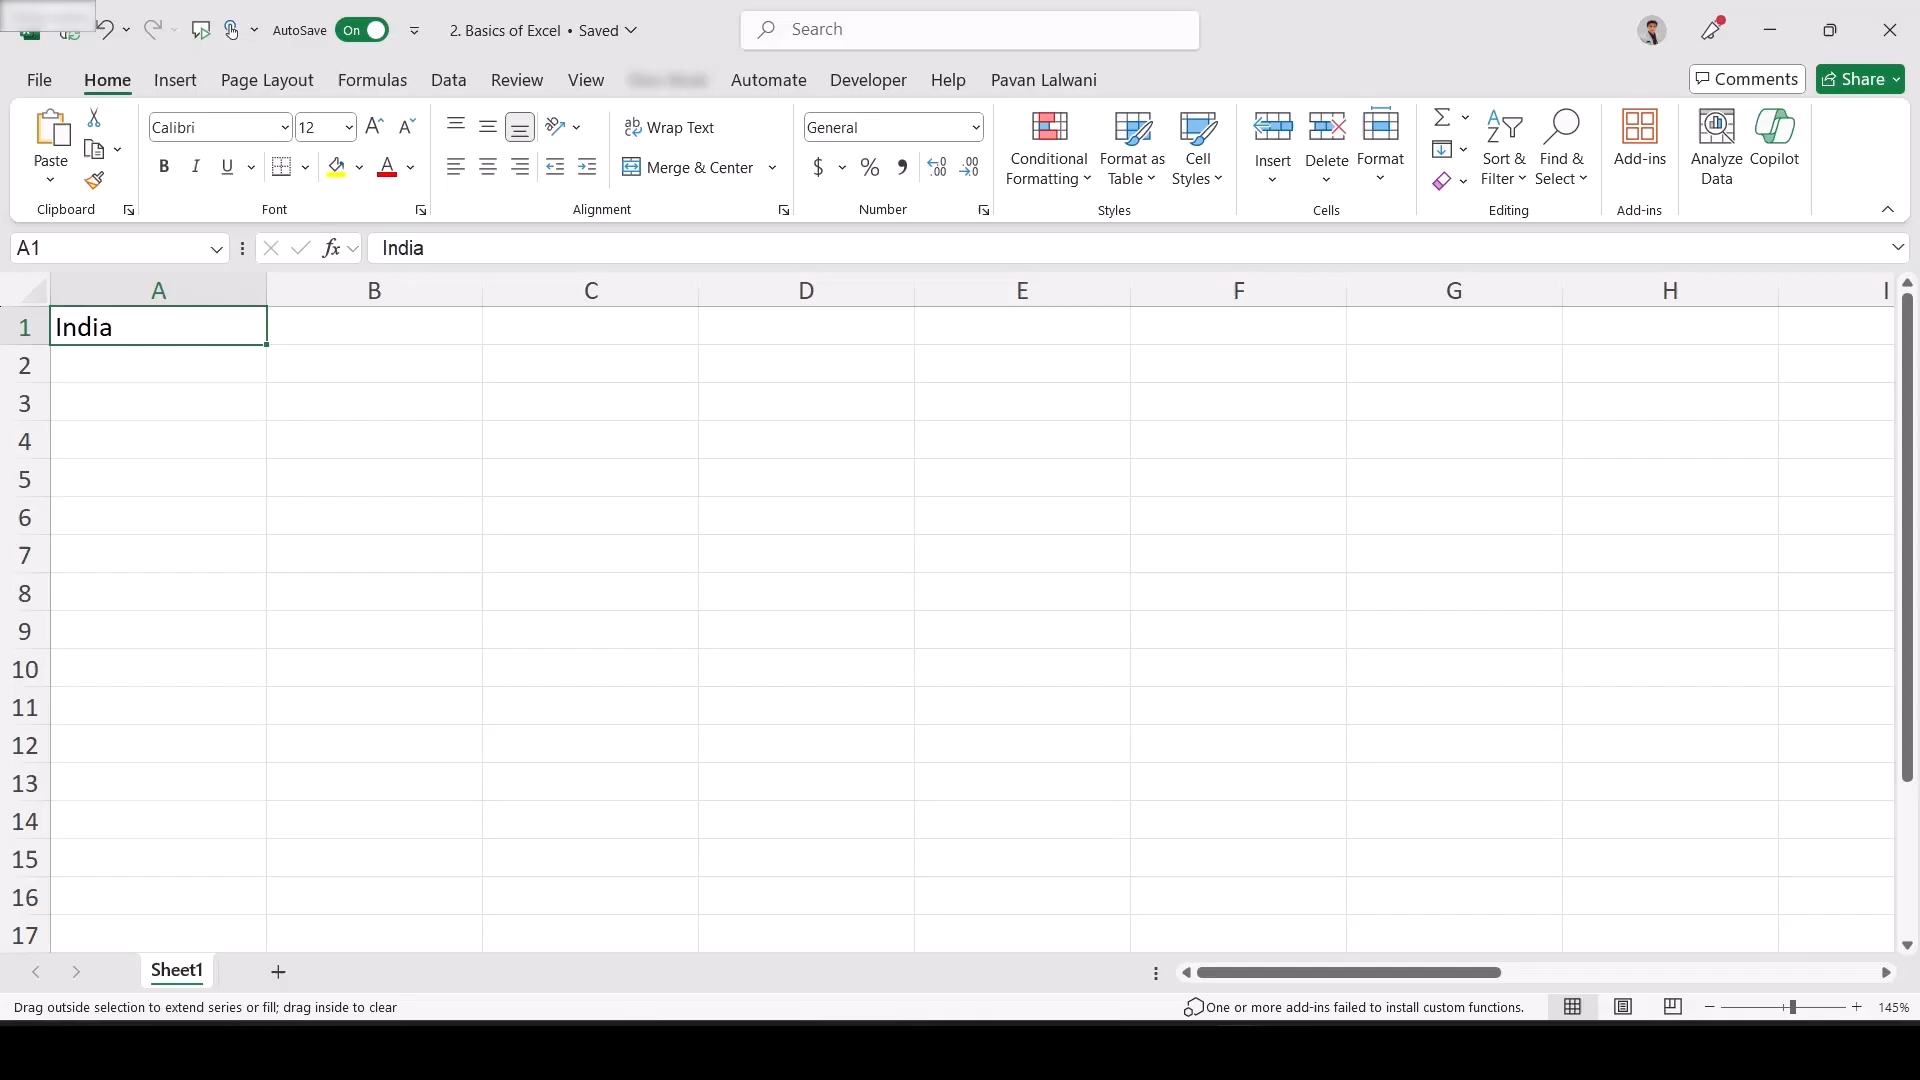 AutoSave On 2. Basics of Excel • Saved Search
File Home Insert Page Layout Formulas Data Review View Automate Developer Help Pavan Lalwani Comments Share
Paste
Clipboard
Calibri 12
B I U A
Font
ab Wrap Text
Merge & Center
Alignment
General
$ % , .00 .00
Number
Conditional Formatting
Format as Table
Cell Styles
Styles
Insert Delete Format
Cells
Sort & Filter
Find & Select
Editing
Add-ins
Add-ins
Analyze Data
Copilot
A1 fx India
A B C D E F G H I
1 India
2
3
4
5
6
7
8
9
10
11
12
13
14
15
16
17
Sheet1
Drag outside selection to extend series or fill; drag inside to clear One or more add-ins failed to install custom functions. 145%